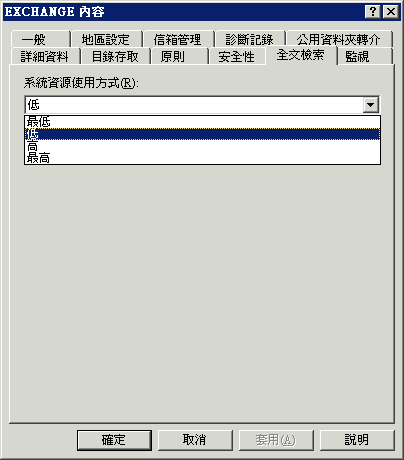 EXCHANGE 內容
一般 地區設定 信箱管理 診斷記錄 公用資料夾轉介
詳細資料 目錄存取 原則 安全性 全文檢索 監視
系統資源使用方式(R):
低
最低
低
高
最高
確定 取消 套用(A) 說明